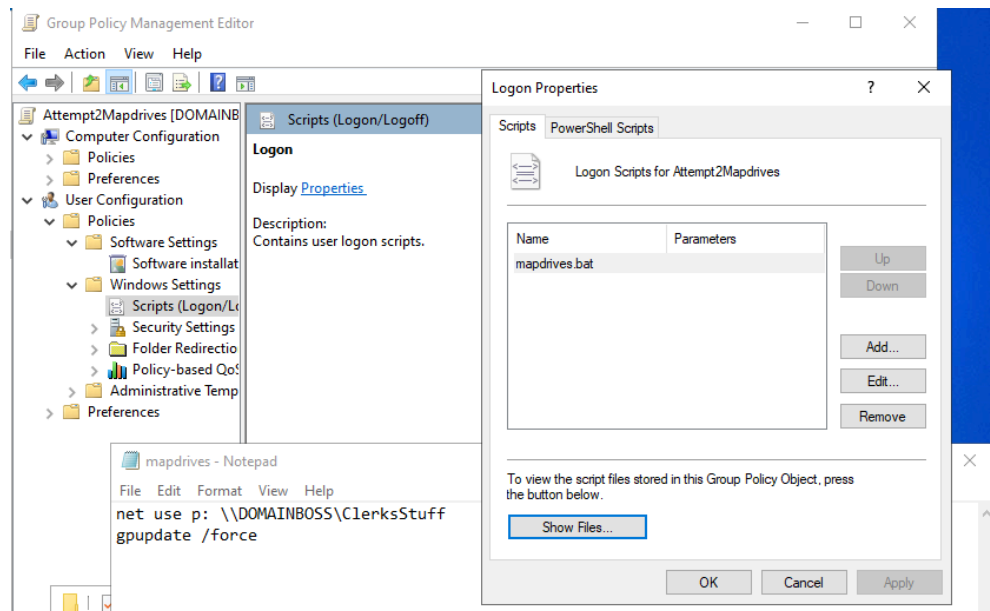 Group Policy Management Editor
File Action View Help
Attempt2Mapdrives [DOMAINB
Computer Configuration
Policies
Preferences
User Configuration
Policies
Software Settings
Software installat
Windows Settings
Scripts (Logon/Lo
Security Settings
Folder Redirectio
Policy-based QoS
Administrative Temp
Preferences
Scripts (Logon/Logoff)
Logon
Display Properties
Description:
Contains user logon scripts.
Logon Properties
Scripts PowerShell Scripts
Logon Scripts for Attempt2Mapdrives
Name Parameters
mapdrives.bat
Up
Down
Add...
Edit...
Remove
To view the script files stored in this Group Policy Object, press
the button below.
Show Files...
OK Cancel Apply
mapdrives - Notepad
File Edit Format View Help
net use p: \\DOMAINBOSS\ClerksStuff
gpupdate /force